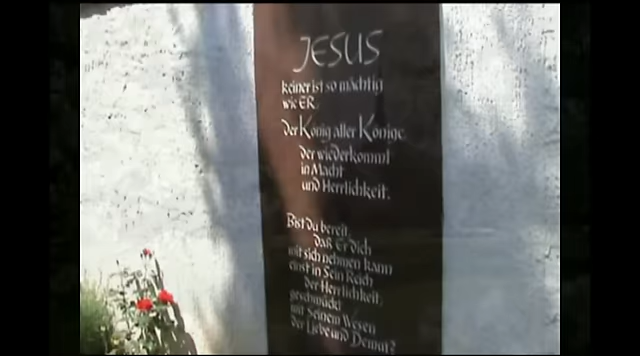 JESUS
keiner ist so mächtig
wie ER.
der König aller Könige
der wiederkommt
in Macht
und Herrlichkeit.
Bist du bereit,
daß Er dich
mit sich nehmen kann
einst in Sein Reich
der Herrlichkeit,
geschmückt
mit Seinem Wesen
der Liebe und Demut?